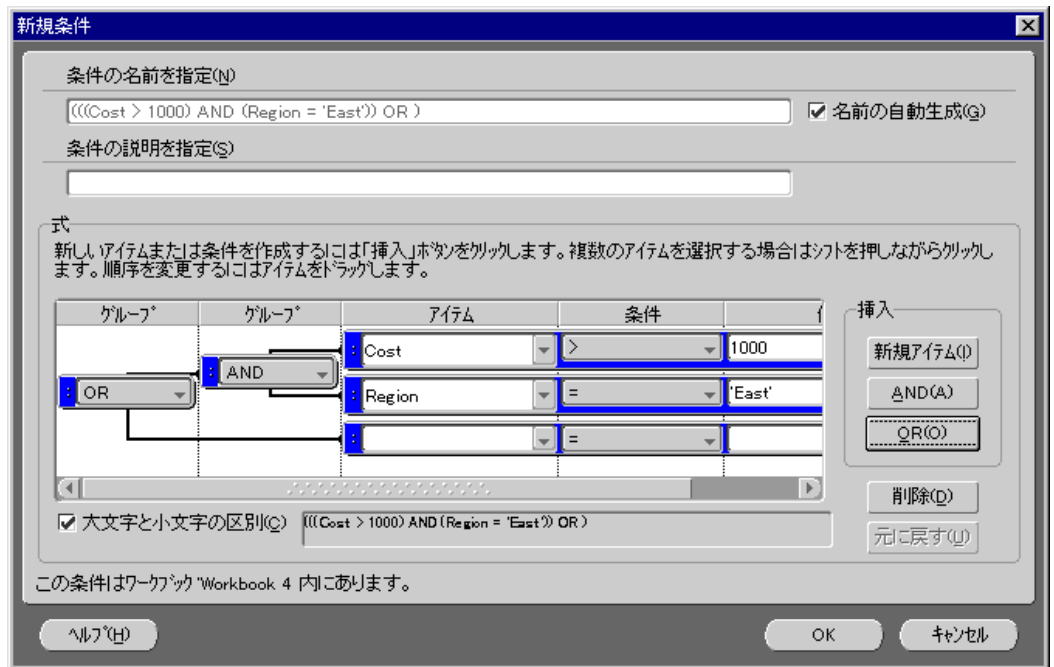 新規条件
条件の名前を指定(N)
(((Cost > 1000) AND (Region = 'East')) OR )
名前の自動生成(G)
条件の説明を指定(S)
式
新しいアイテムまたは条件を作成するには「挿入」ボタンをクリックします。複数のアイテムを選択する場合はシフトを押しながらクリックし
ます。順序を変更するにはアイテムをドラッグします。
グループ グループ アイテム 条件
挿入
Cost > 1000
新規アイテム(I)
AND
OR
Region = 'East'
AND(A)
=
OR(O)
削除(D)
大文字と小文字の区別(C)
(((Cost > 1000) AND (Region = 'East')) OR )
元に戻す(U)
この条件はワークブック 'Workbook 4 内にあります。
ヘルプ(H)
OK
キャンセル